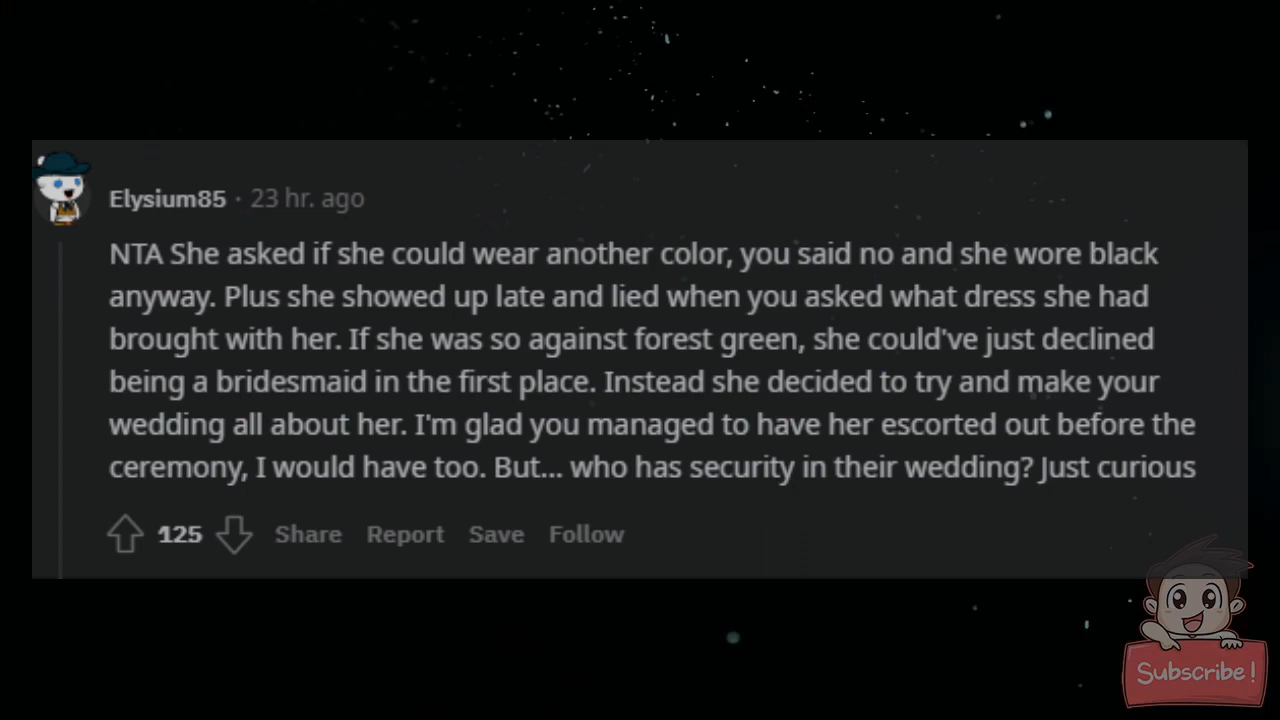 Elysium85 · 23 hr. ago
NTA She asked if she could wear another color, you said no and she wore black
anyway. Plus she showed up late and lied when you asked what dress she had
brought with her. If she was so against forest green, she could've just declined
being a bridesmaid in the first place. Instead she decided to try and make your
wedding all about her. I'm glad you managed to have her escorted out before the
ceremony, I would have too. But... who has security in their wedding? Just curious
125 Share Report Save Follow
Subscribe!